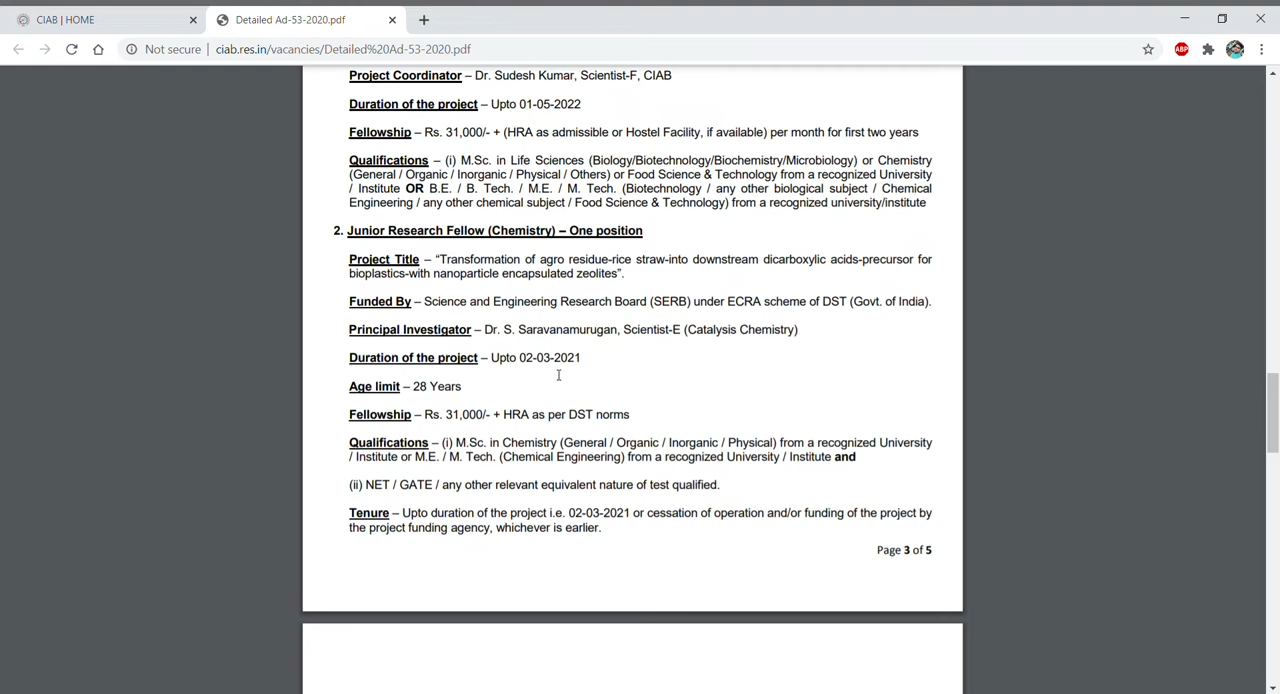 CIAB | HOME
Detailed Ad-53-2020.pdf
Not secure | ciab.res.in/vacancies/Detailed%20Ad-53-2020.pdf
ABP
Project Coordinator – Dr. Sudesh Kumar, Scientist-F, CIAB
Duration of the project – Upto 01-05-2022
Fellowship – Rs. 31,000/- + (HRA as admissible or Hostel Facility, if available) per month for first two years
Qualifications – (i) M.Sc. in Life Sciences (Biology/Biotechnology/Biochemistry/Microbiology) or Chemistry
(General / Organic / Inorganic / Physical / Others) or Food Science & Technology from a recognized University
/ Institute OR B.E. / B. Tech. / M.E. / M. Tech. (Biotechnology / any other biological subject / Chemical
Engineering / any other chemical subject / Food Science & Technology) from a recognized university/institute
2. Junior Research Fellow (Chemistry) – One position
Project Title – “Transformation of agro residue-rice straw-into downstream dicarboxylic acids-precursor for
bioplastics-with nanoparticle encapsulated zeolites”.
Funded By – Science and Engineering Research Board (SERB) under ECRA scheme of DST (Govt. of India).
Principal Investigator – Dr. S. Saravanamurugan, Scientist-E (Catalysis Chemistry)
Duration of the project – Upto 02-03-2021
Age limit – 28 Years
Fellowship – Rs. 31,000/- + HRA as per DST norms
Qualifications – (i) M.Sc. in Chemistry (General / Organic / Inorganic / Physical) from a recognized University
/ Institute or M.E. / M. Tech. (Chemical Engineering) from a recognized University / Institute and
(ii) NET / GATE / any other relevant equivalent nature of test qualified.
Tenure – Upto duration of the project i.e. 02-03-2021 or cessation of operation and/or funding of the project by
the project funding agency, whichever is earlier.
Page 3 of 5